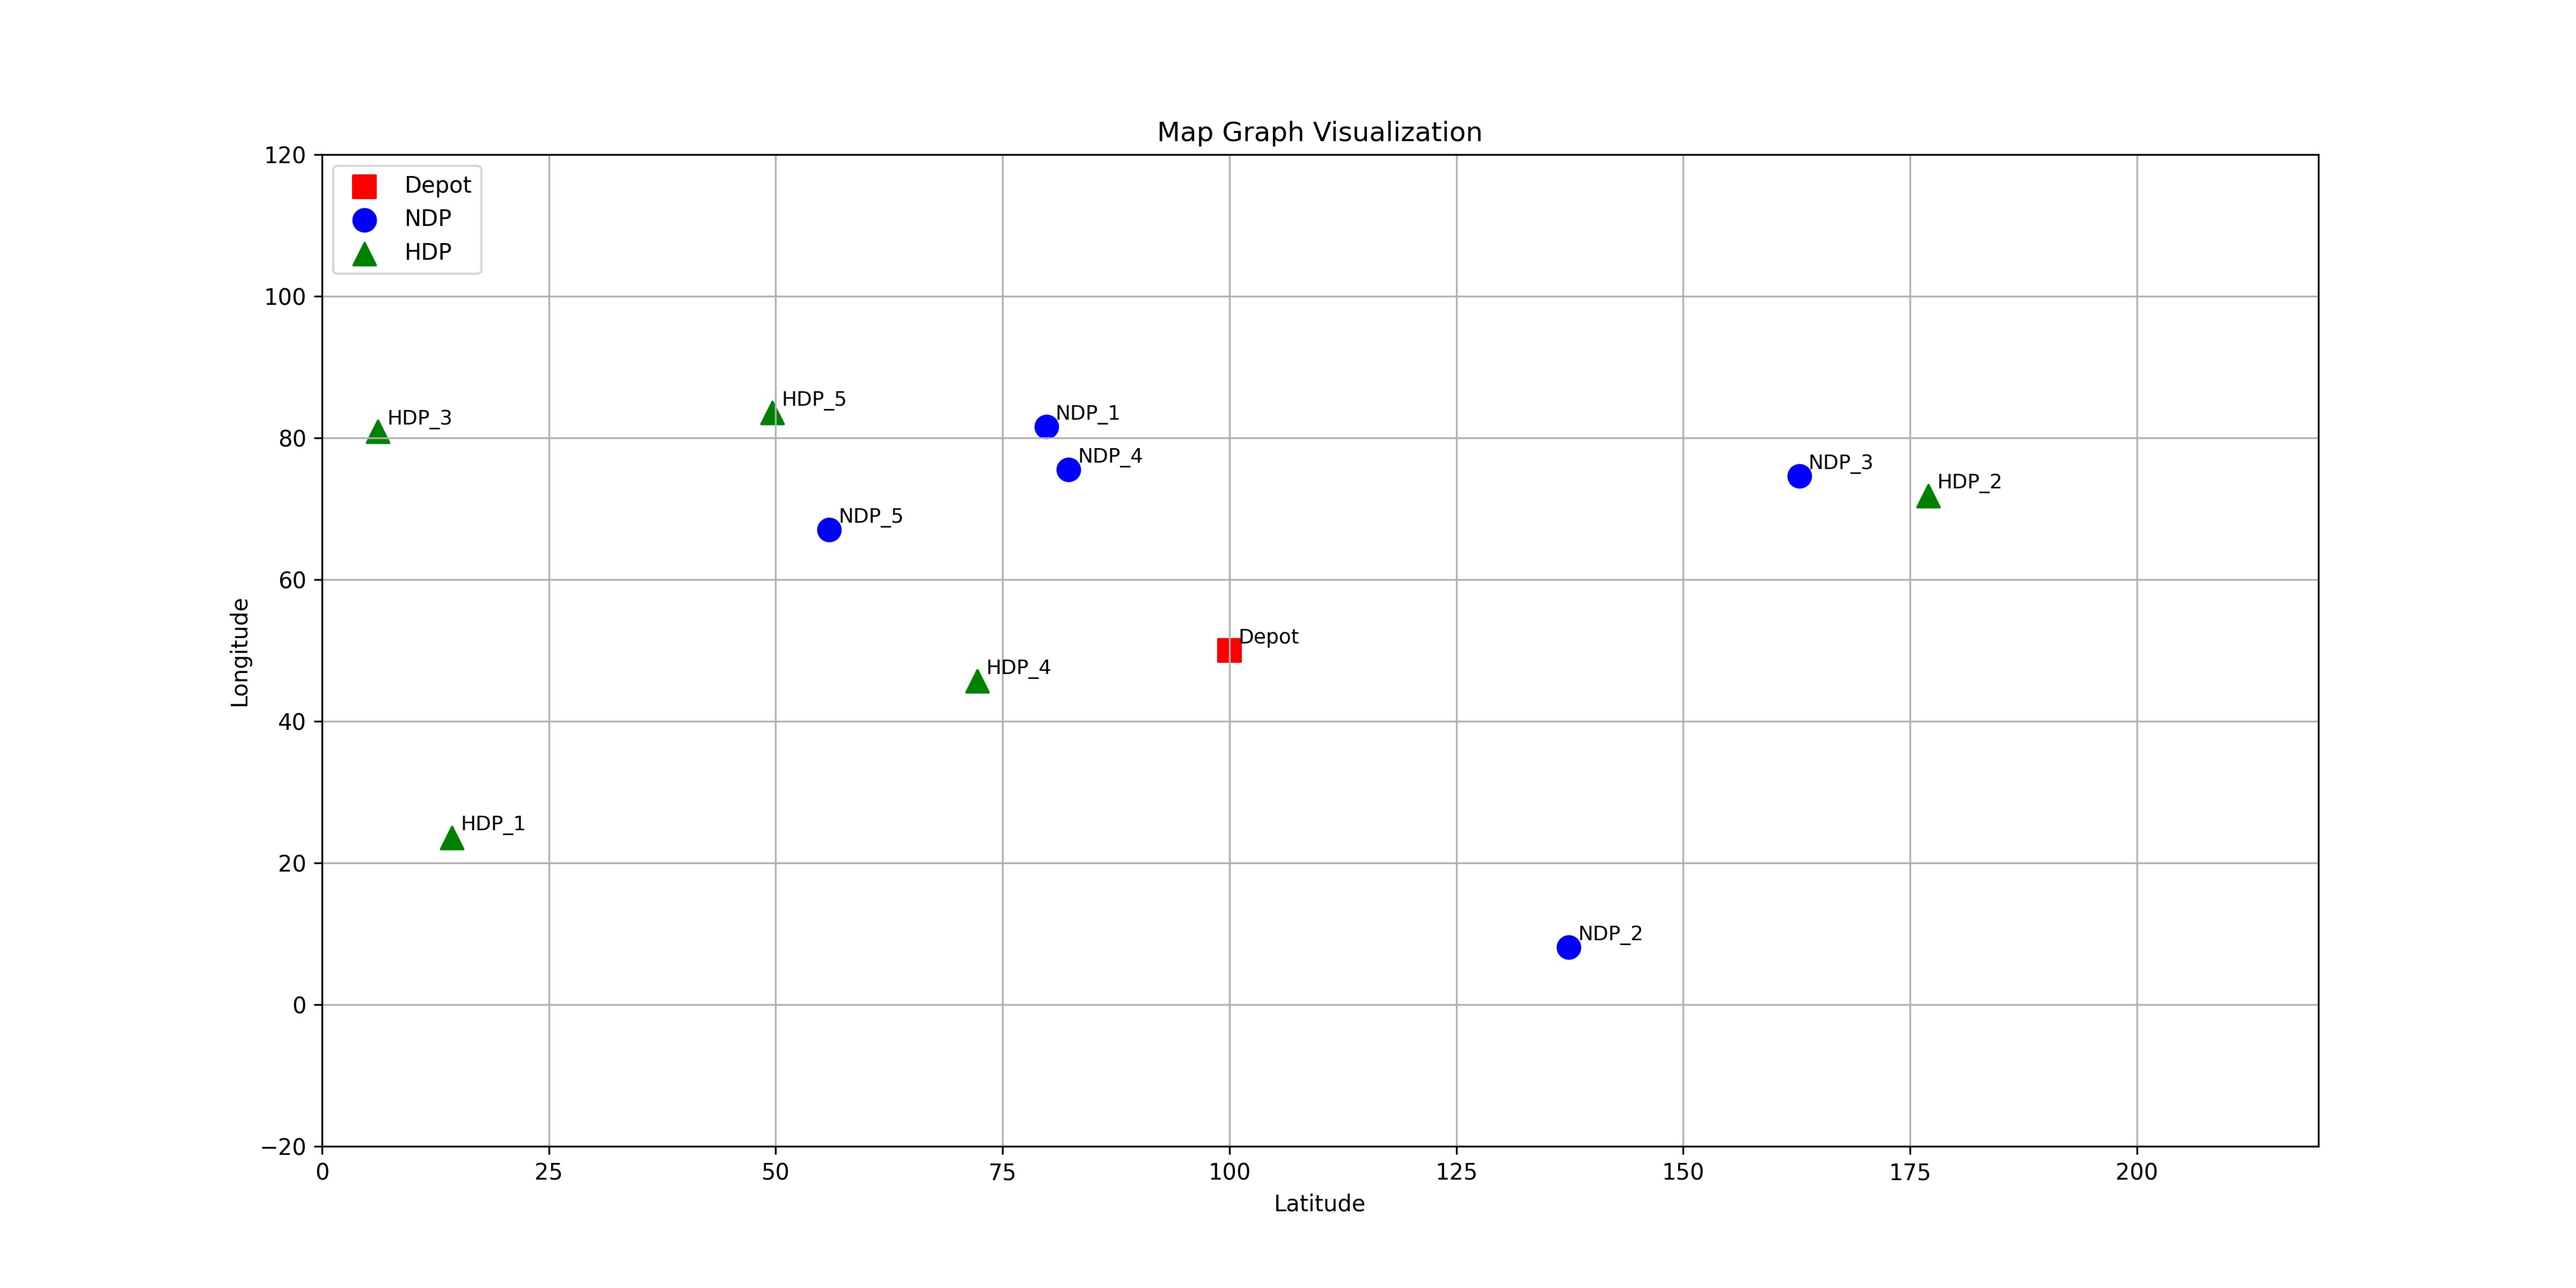 Map Graph Visualization
120
100
80
60
40
20
0
−20
Longitude
Depot
NDP
HDP
HDP_3
HDP_5
NDP_1
NDP_4
NDP_3
HDP_2
NDP_5
Depot
HDP_4
HDP_1
NDP_2
0 25 50 75 100 125 150 175 200
Latitude